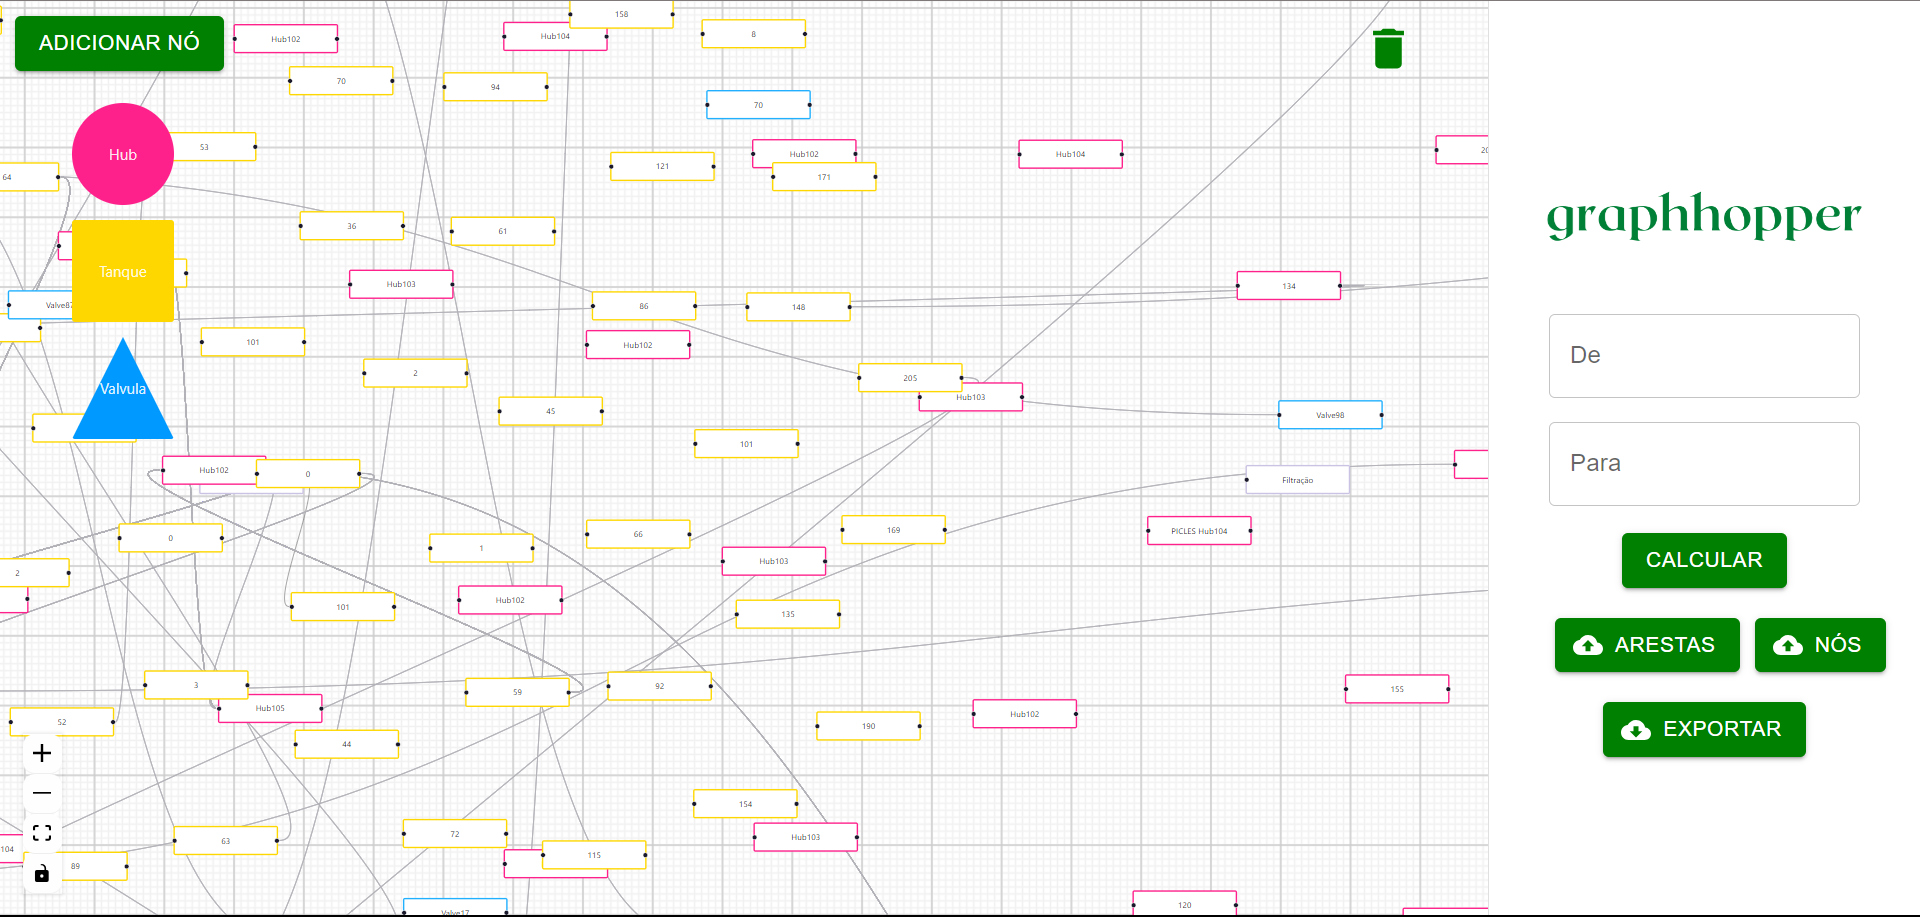 158
ADICIONAR NÓ
Hub102
Hub104
8
70
94
70
53
Hub
121
Hub102
Hub104
64
171
graphhopper
36
61
Tanque
Hub103
134
Valve87
86
148
101
Hub102
De
2
205
Valvula
Hub103
45
Valve98
101
Para
Hub102
0
Filtração
0
66
169
PICLES Hub104
1
Hub103
CALCULAR
2
101
Hub102
135
ARESTAS
NÓS
3
59
92
155
Hub105
Hub102
52
190
EXPORTAR
44
154
72
Hub103
63
104
115
89
120
Valve17